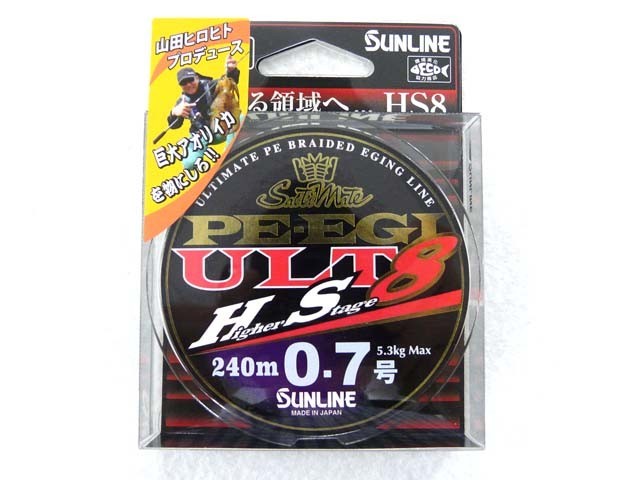 山田ヒロヒト
プロデュース
巨大アオリイカ
を物にしろ!!
SUNLINE
ECO
る領域へ... HS8
ULTIMATE PE BRAIDED EGING LINE
SaltiMate
PE-EGI
ULT8
Higher Stage
240m 0.7号
5.3kg Max
SUNLINE
MADE IN JAPAN